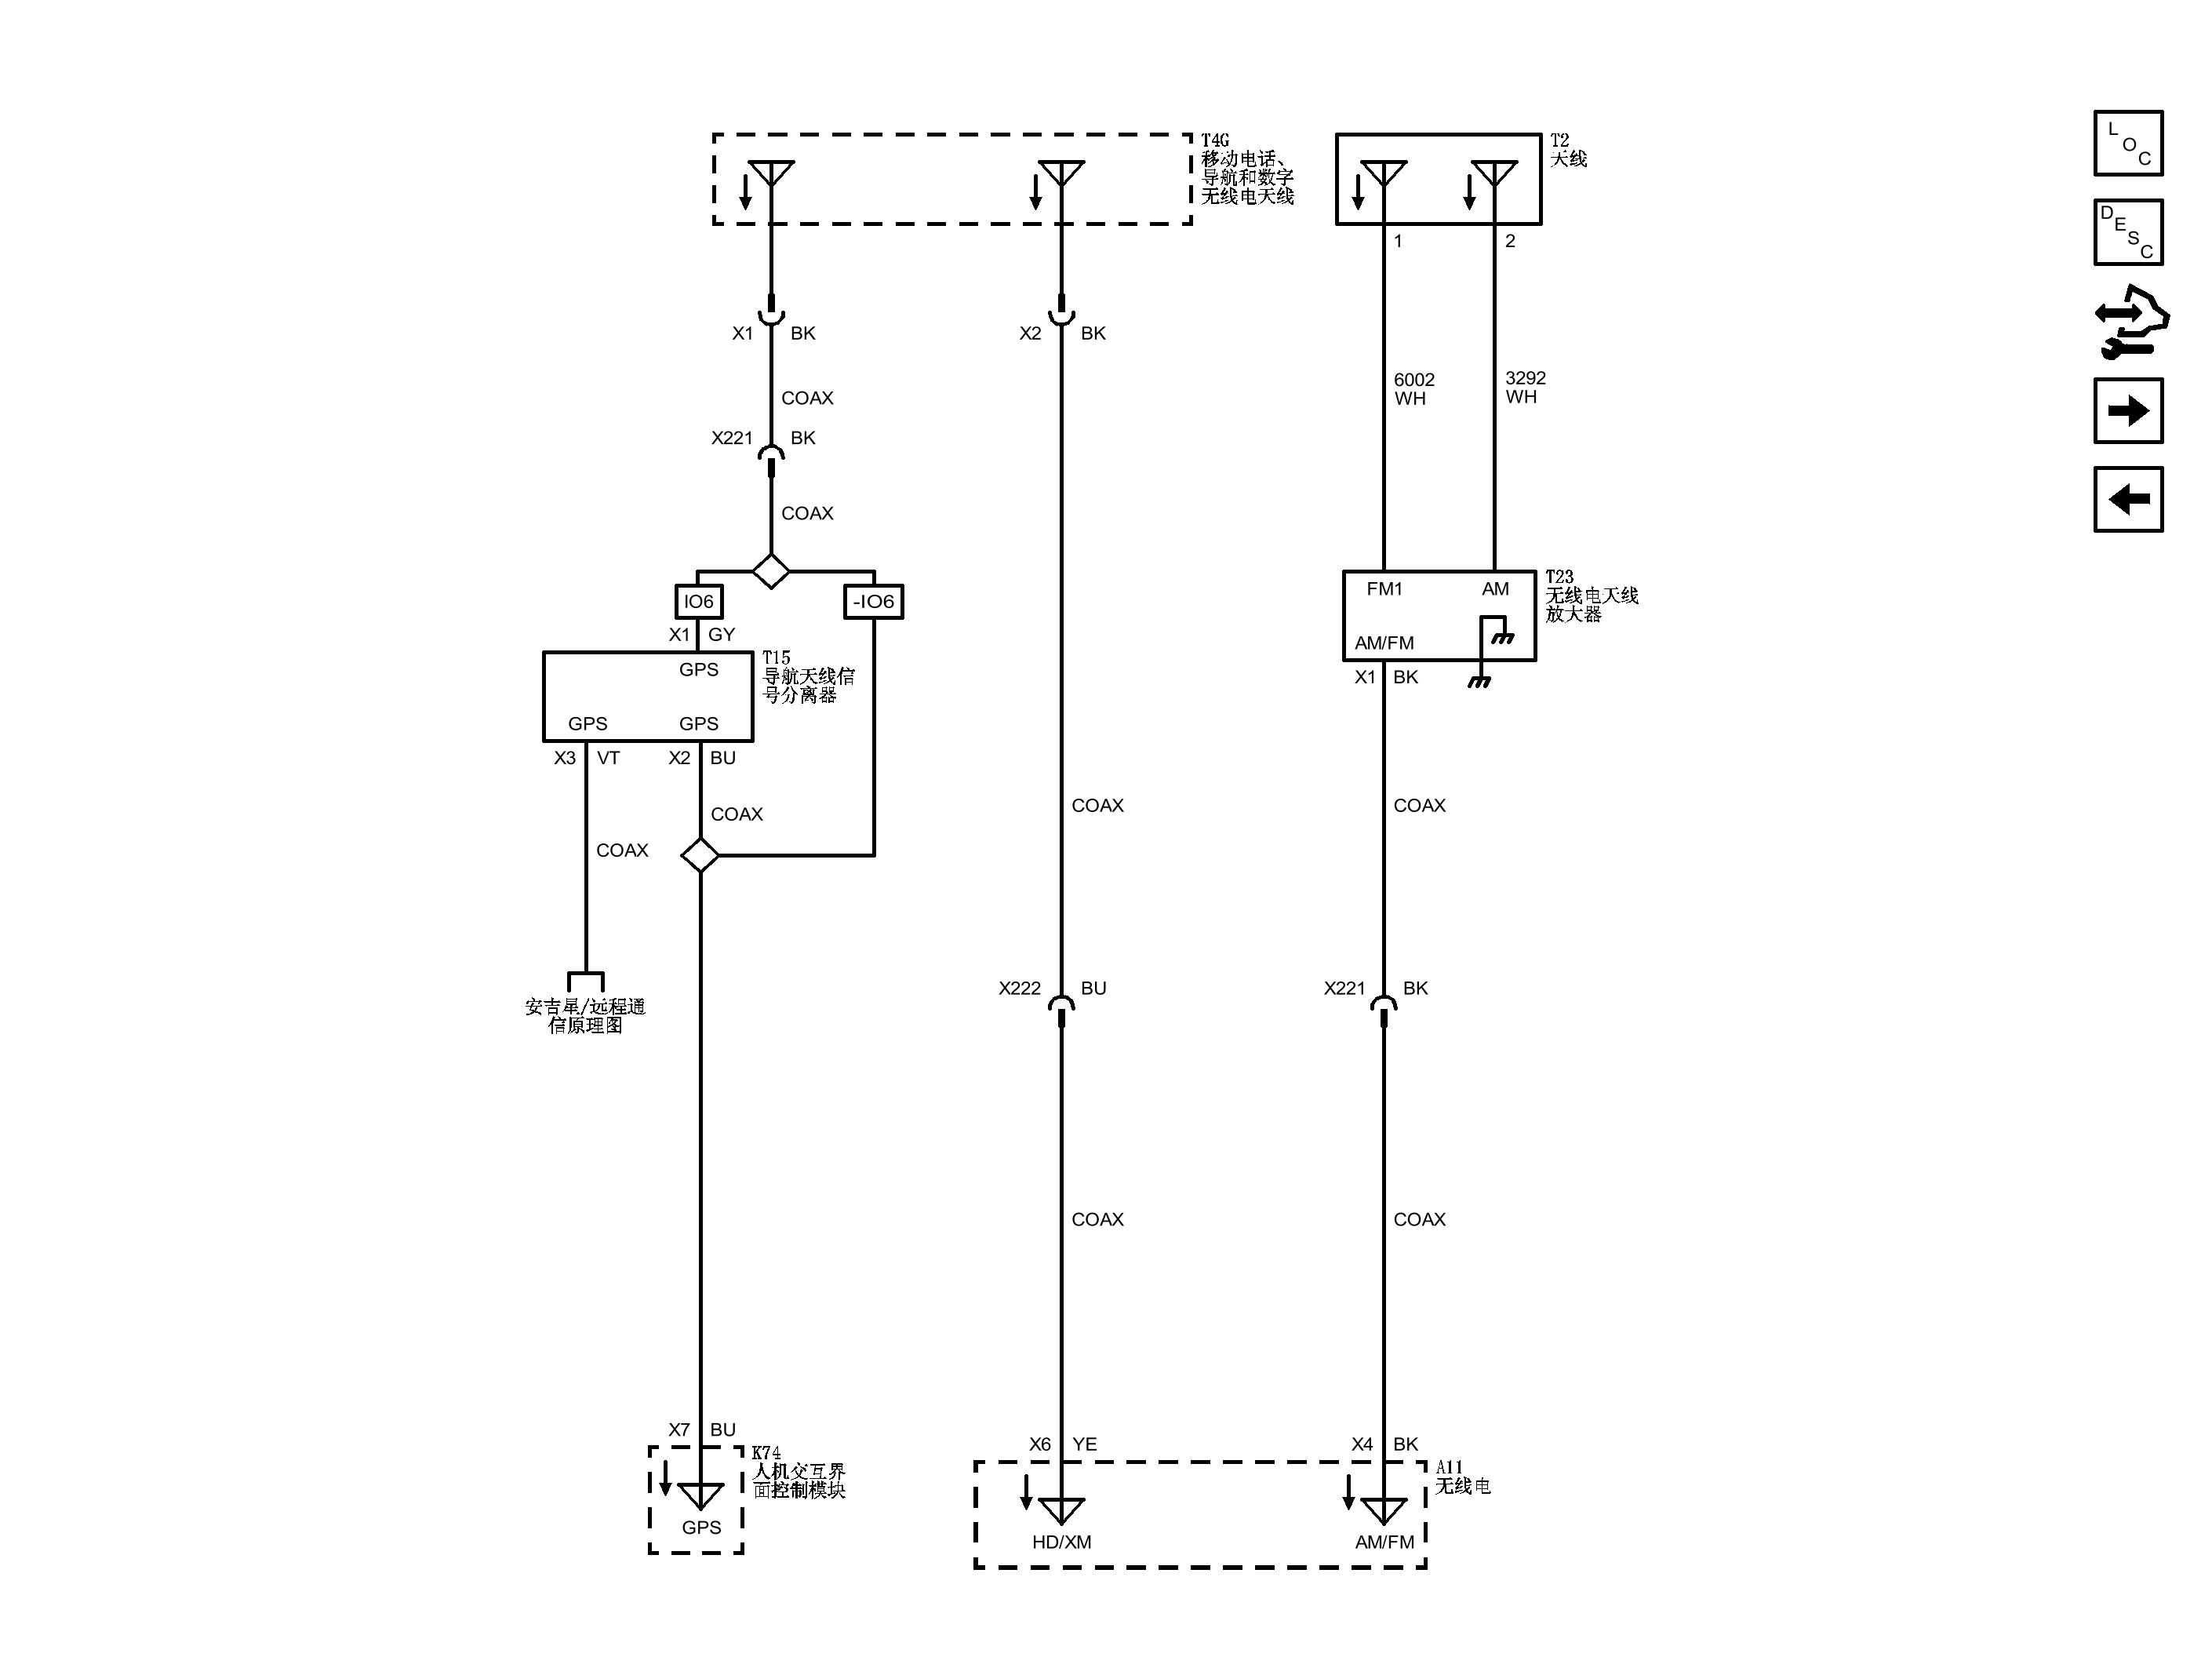 T4G
移动电话、
导航和数字
无线电天线
T2
天线
1
2
X1
BK
X2
BK
6002
WH
3292
WH
COAX
X221
BK
COAX
IO6
-IO6
X1
GY
T15
导航天线信
号分离器
GPS
GPS
GPS
X3
VT
X2
BU
COAX
COAX
安吉星/远程通
信原理图
FM1
AM
AM/FM
T23
无线电天线
放大器
X1
BK
COAX
COAX
X222
BU
X221
BK
COAX
COAX
X7
BU
K74
人机交互界
面控制模块
GPS
X6
YE
X4
BK
A11
无线电
HD/XM
AM/FM
L
O
C
D
E
S
C